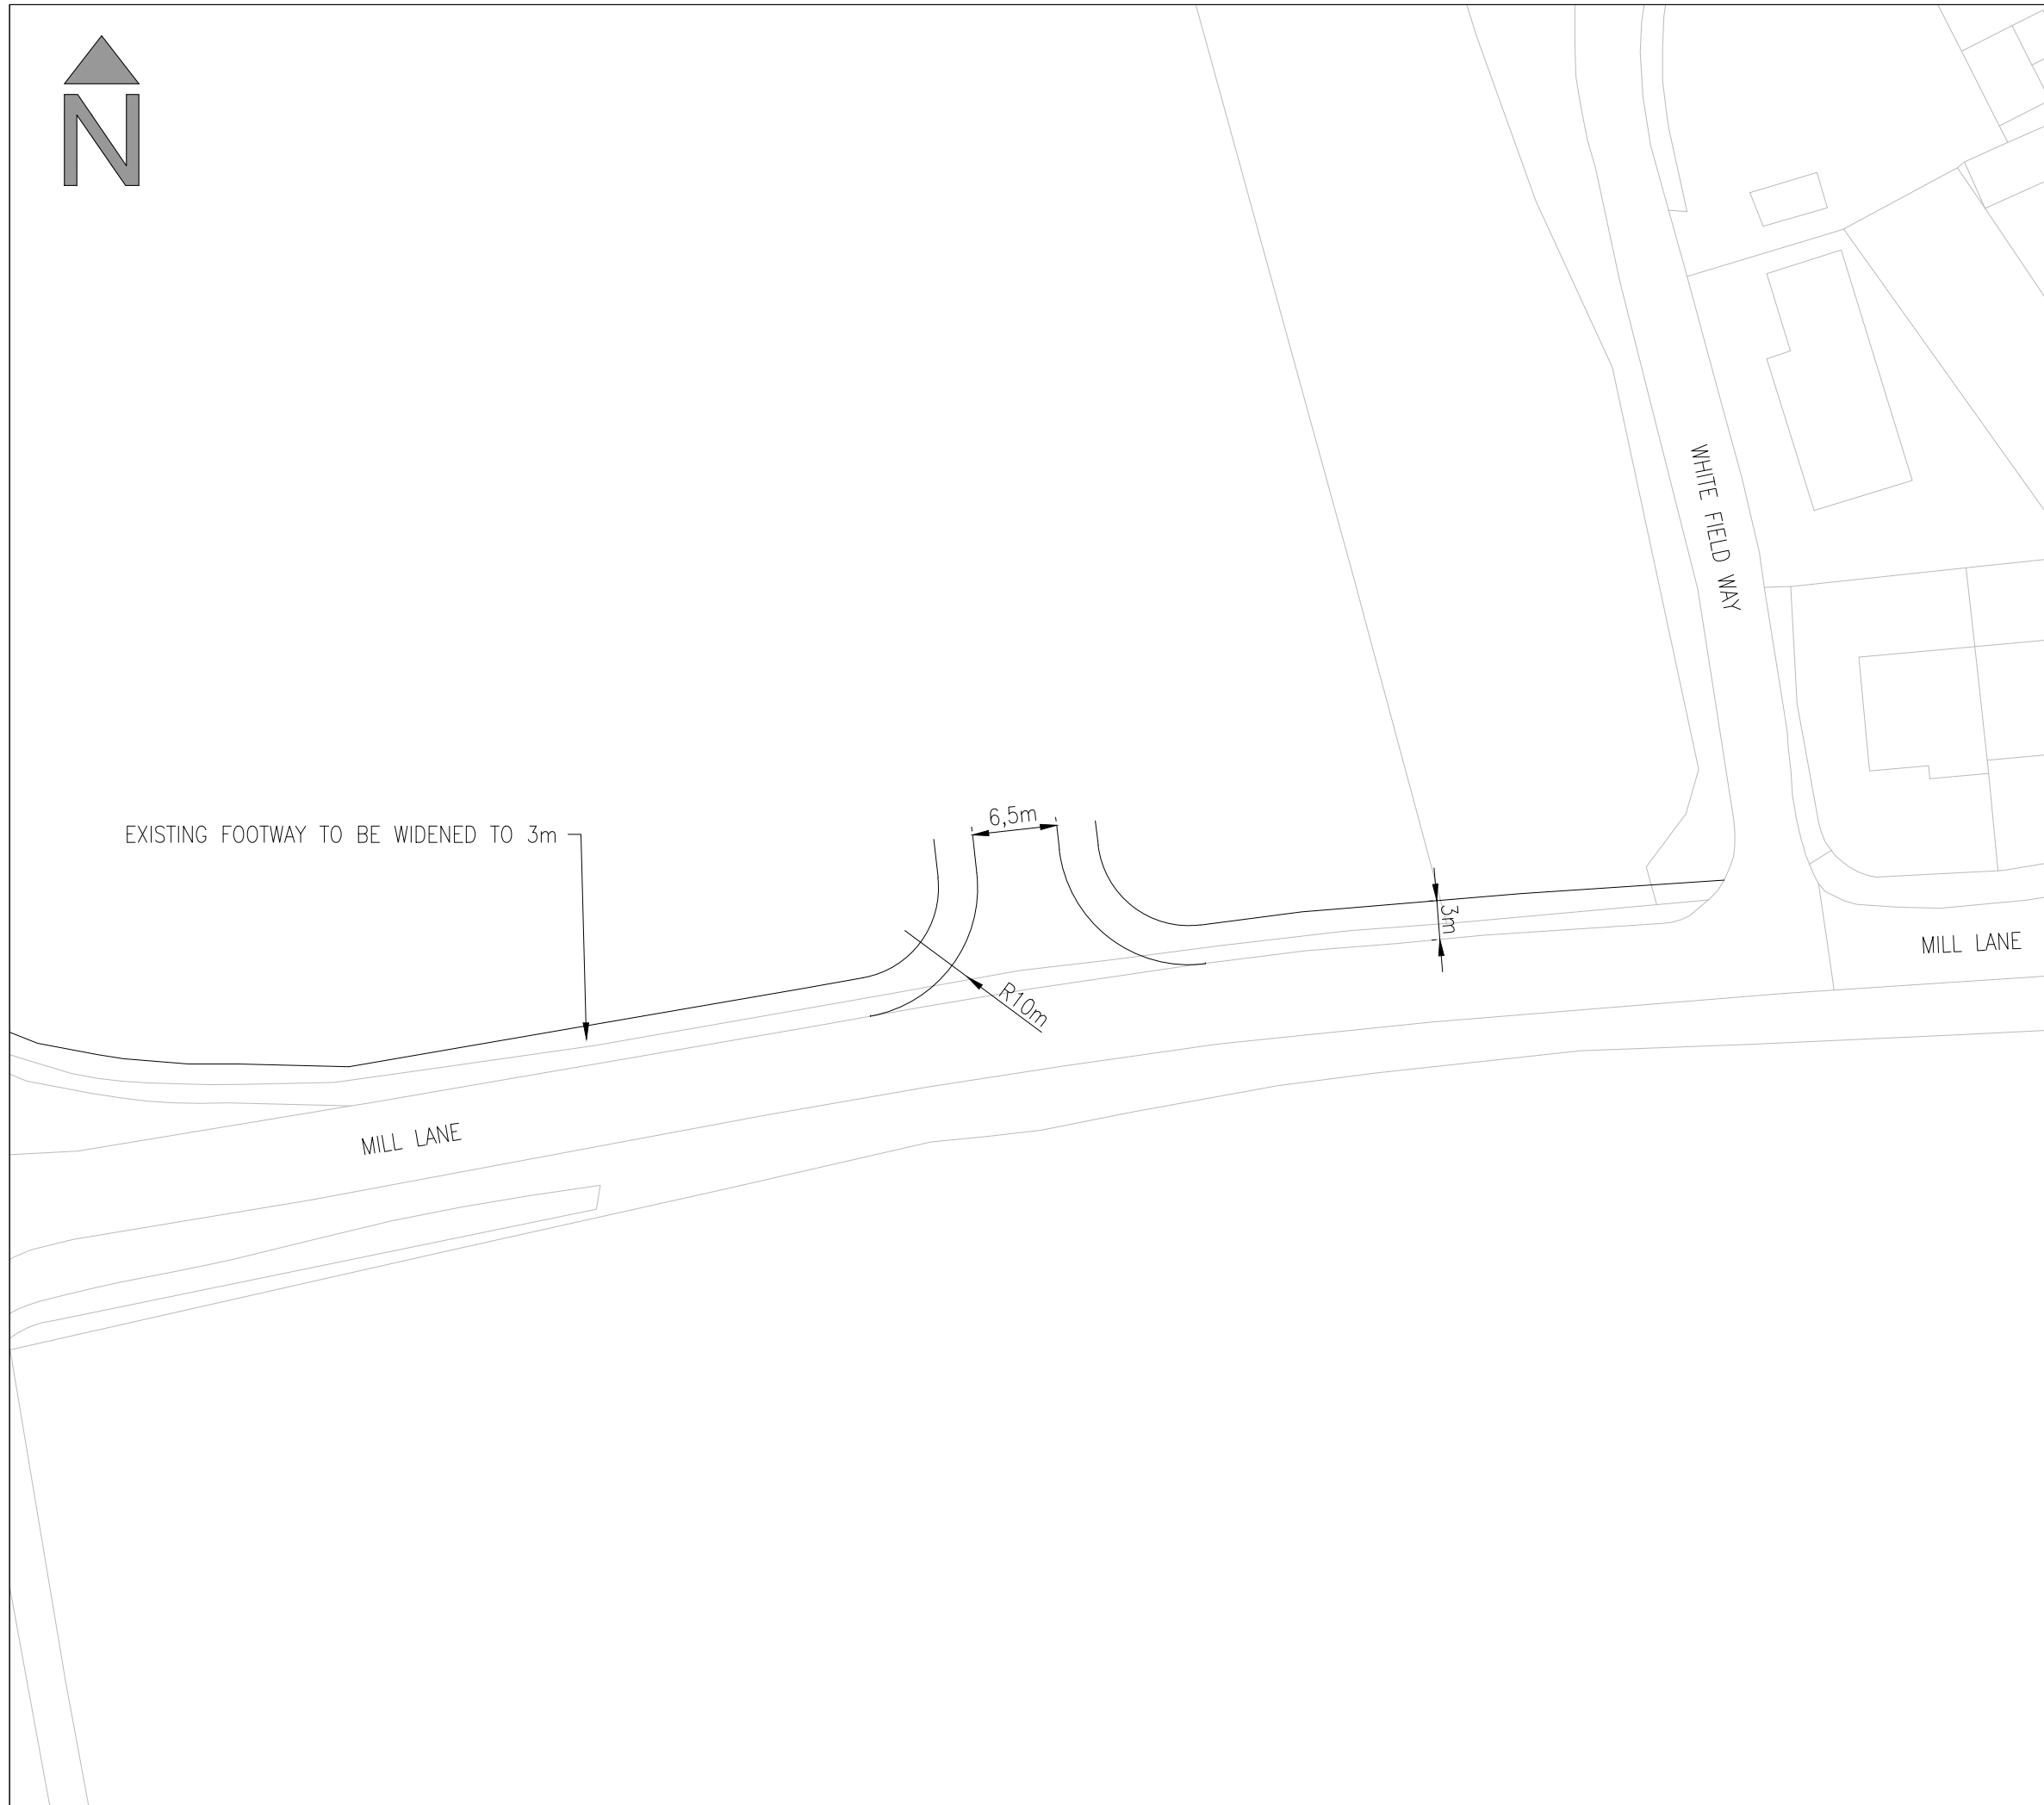 N
WHITE FIELD WAY
EXISTING FOOTWAY TO BE WIDENED TO 3m
6,5m
3m
MILL LANE
R10m
MILL LANE